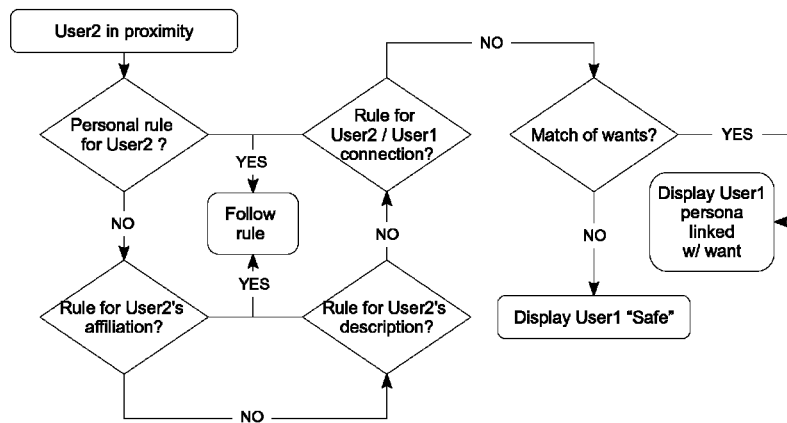 User2 in proximity
Personal rule
for User2 ?
YES
NO
Follow
rule
Rule for User2's
affiliation?
YES
NO
Rule for User2's
description?
NO
Rule for
User2 / User1
connection?
NO
Match of wants?
YES
NO
Display User1
persona
linked
w/ want
Display User1 “Safe”